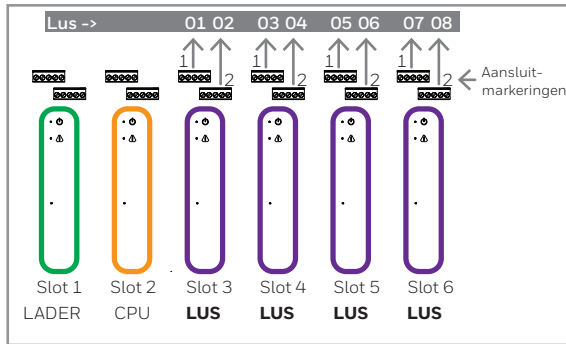 Lus -> 01 02 03 04 05 06 07 08
1 1 1 1
2 2 2 2
Aansluit-
markeringen
Slot 1 Slot 2 Slot 3 Slot 4 Slot 5 Slot 6
LADER CPU LUS LUS LUS LUS